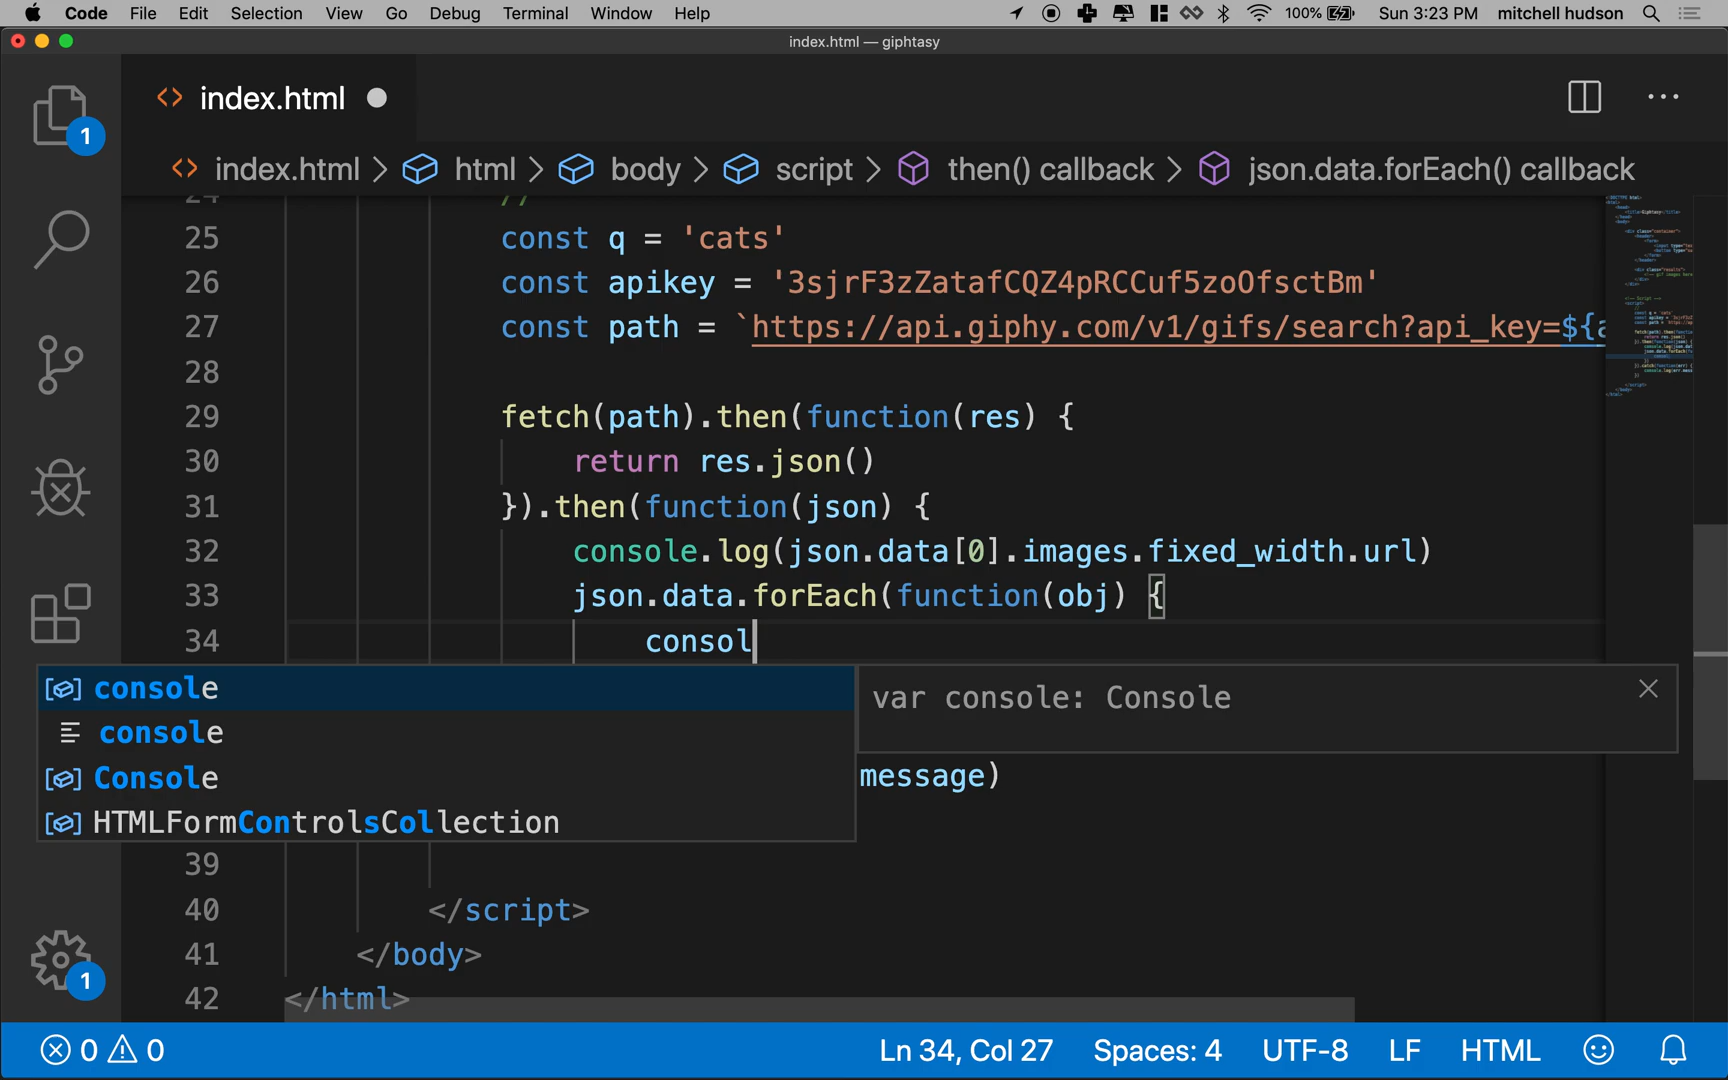 Code File Edit Selection View Go Debug Terminal Window Help 100% Sun 3:23 PM mitchell hudson
index.html — giphtasy
index.html
index.html > html > body > script > then() callback > json.data.forEach() callback
24 //
25 const q = 'cats'
26 const apikey = '3sjrF3zZatafCQZ4pRCCuf5zoOfsctBm'
27 const path = `https://api.giphy.com/v1/gifs/search?api_key=${a
28
29 fetch(path).then(function(res) {
30 return res.json()
31 }).then(function(json) {
32 console.log(json.data[0].images.fixed_width.url)
33 json.data.forEach(function(obj) {
34 consol
console var console: Console
console
Console message)
HTMLFormControlsCollection
39
40 </script>
41 </body>
42 </html>
1
1
0 0 Ln 34, Col 27 Spaces: 4 UTF-8 LF HTML